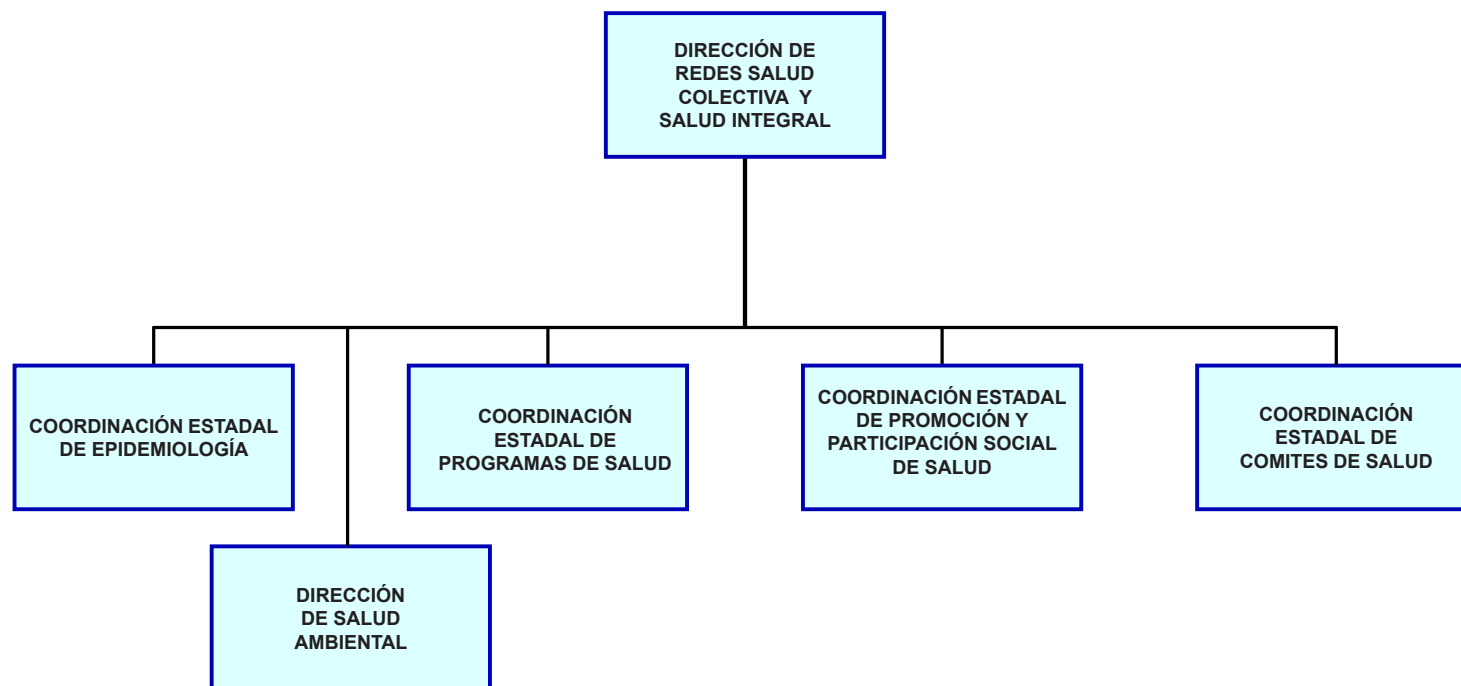 DIRECCIÓN DE
REDES SALUD
COLECTIVA Y
SALUD INTEGRAL
COORDINACIÓN ESTADAL
DE EPIDEMIOLOGÍA
COORDINACIÓN
ESTADAL DE
PROGRAMAS DE SALUD
COORDINACIÓN ESTADAL
DE PROMOCIÓN Y
PARTICIPACIÓN SOCIAL
DE SALUD
COORDINACIÓN
ESTADAL DE
COMITES DE SALUD
DIRECCIÓN
DE SALUD
AMBIENTAL